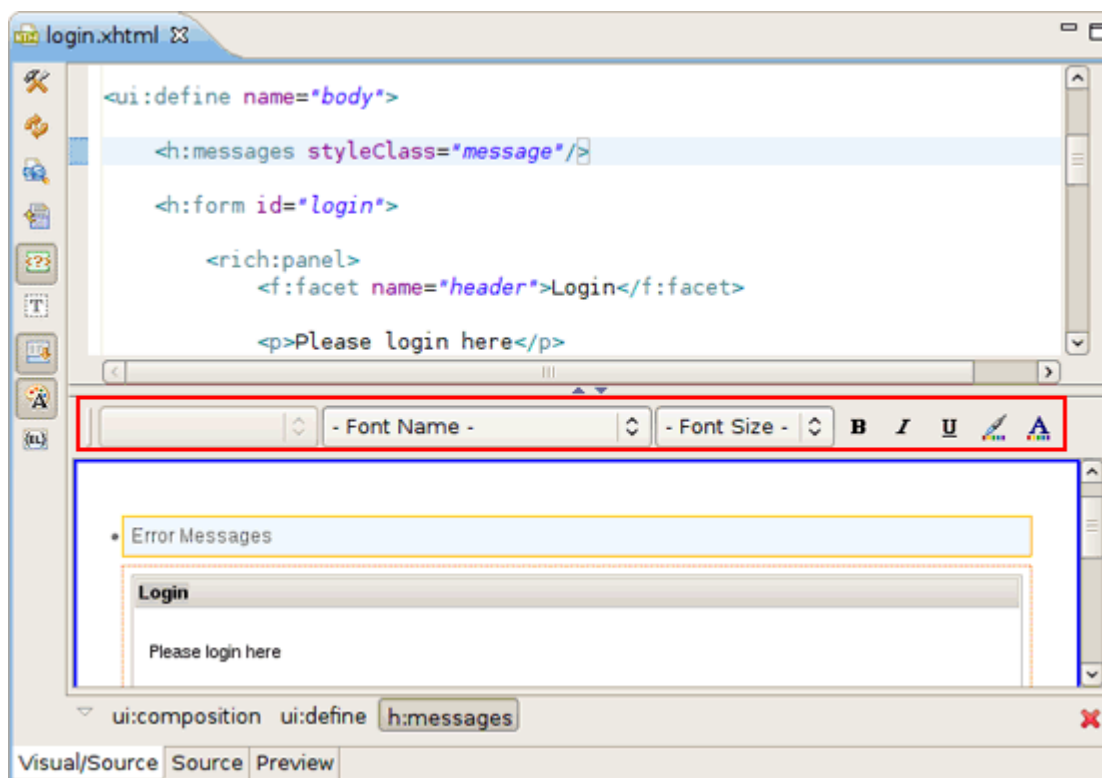 login.xhtml
<ui:define name="body">
<h:messages styleClass="message"/>
<h:form id="login">
<rich:panel>
<f:facet name="header">Login</f:facet>
<p>Please login here</p>
- Font Name - - Font Size - B I U A
Error Messages
Login
Please login here
ui:composition ui:define h:messages
Visual/Source Source Preview